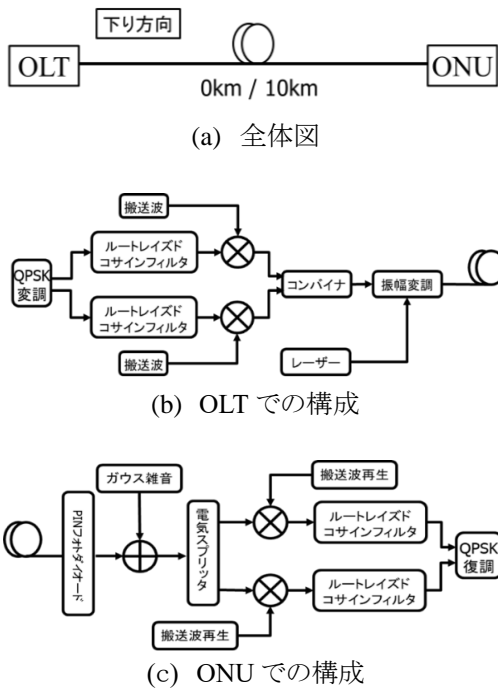 下り方向
OLT
ONU
0km / 10km
(a) 全体図
搬送波
ルートレイズド
コサインフィルタ
QPSK
変調
コンバイナ
振幅変調
ルートレイズド
コサインフィルタ
搬送波
レーザー
(b) OLT での構成
搬送波再生
ガウス雑音
PINフォトダイオード
電気スプリッタ
ルートレイズド
コサインフィルタ
QPSK
復調
ルートレイズド
コサインフィルタ
搬送波再生
(c) ONU での構成